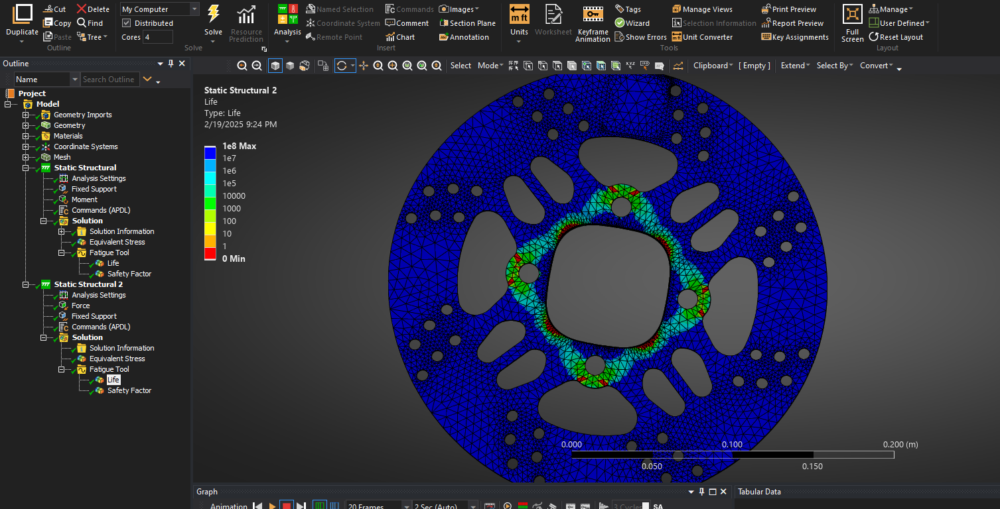 Duplicate
Cut
Copy
Paste
Delete
Find
Tree
Outline
My Computer
Distributed
Cores 4
Solve
Resource
Prediction
Solve
Analysis
Named Selection
Coordinate System
Remote Point
Commands
Comment
Chart
Images
Section Plane
Annotation
Insert
m ft
Units
Worksheet
Keyframe
Animation
Tags
Wizard
Show Errors
Manage Views
Selection Information
Unit Converter
Print Preview
Report Preview
Key Assignments
Tools
Full
Screen
Manage
User Defined
Reset Layout
Layout
Outline
Name
Search Outline
Select Mode
Clipboard [ Empty ]
Extend Select By Convert
Project
Model
Geometry Imports
Geometry
Materials
Coordinate Systems
Mesh
Static Structural
Analysis Settings
Fixed Support
Moment
Commands (APDL)
Solution
Solution Information
Equivalent Stress
Fatigue Tool
Life
Safety Factor
Static Structural 2
Analysis Settings
Force
Fixed Support
Commands (APDL)
Solution
Solution Information
Equivalent Stress
Fatigue Tool
Life
Safety Factor
Static Structural 2
Life
Type: Life
2/19/2025 9:24 PM
1e8 Max
1e7
1e6
1e5
10000
1000
100
10
1
0 Min
0.000 0.100 0.200 (m)
0.050 0.150
Graph
Tabular Data
Animation
20 Frames
2 Sec (Auto)
3 Cycles